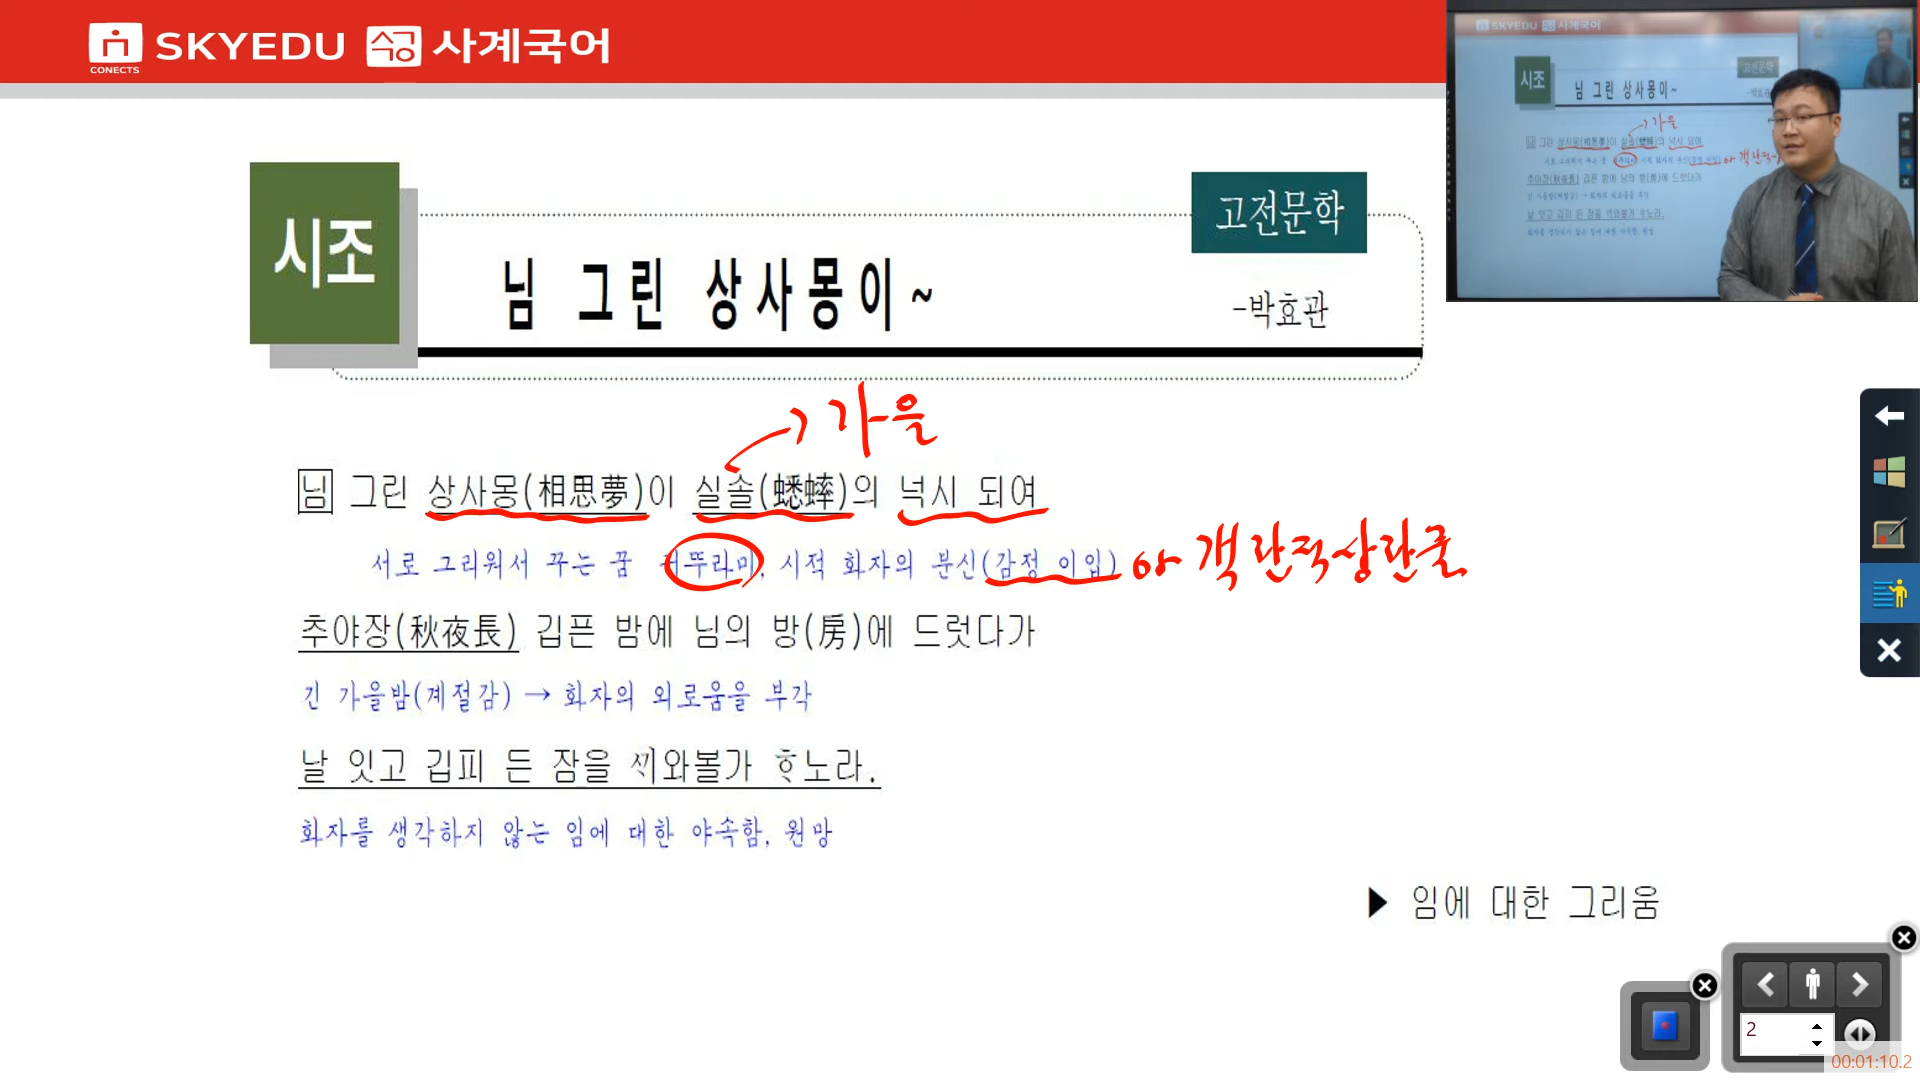 CONECTS SKYEDU 사계국어
시조
고전문학
님 그린 상사몽이~
-박효관
가을
님 그린 상사몽(相思夢)이 실솔(蟋蟀)의 넉시 되여
서로 그리워서 꾸는 꿈 귀뚜라미, 시적 화자의 분신(감정 이입) 객관적상관물
추야장(秋夜長) 깁픈 밤에 님의 방(房)에 드럿다가
긴 가을밤(계절감) → 화자의 외로움을 부각
날 잇고 깁피 든 잠을 ᄭᆡ와볼가 ᄒᆞ노라.
화자를 생각하지 않는 임에 대한 야속함, 원망
▶ 임에 대한 그리움
2
00:01:10.2